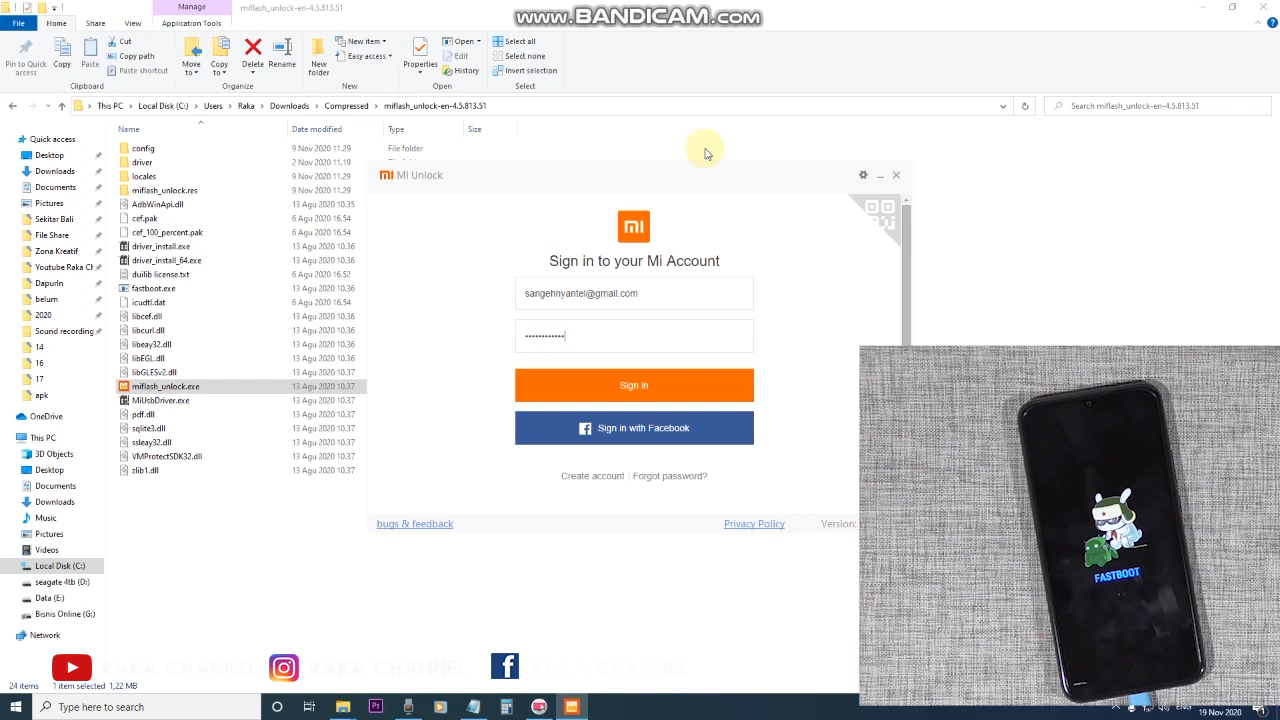 Manage
miflash_unlock-en-4.5.813.51
www.BANDICAM.com
File
Home
Share
View
Application Tools
Pin to Quick access
Copy
Paste
Cut
Copy path
Paste shortcut
Clipboard
Move to
Copy to
Delete
Rename
Organize
New folder
New item
Easy access
New
Properties
Open
Edit
History
Open
Select all
Select none
Invert selection
Select
This PC
Local Disk (C:)
Users
Raka
Downloads
Compressed
miflash_unlock-en-4.5.813.51
Search miflash_unlock-en-4.5.813.51
Name
Date modified
Type
Size
Quick access
Desktop
Downloads
Documents
Pictures
Sekitar Bali
File Share
Zona Kreatif
Youtube Raka Ch
DapurIn
belum
2020
Sound recording
14
16
17
apk
OneDrive
This PC
3D Objects
Desktop
Documents
Downloads
Music
Pictures
Videos
Local Disk (C:)
seagate 4tb (D:)
Data (E:)
Bisnis Online (G:)
Network
config 9 Nov 2020 11.29 File folder
driver 2 Nov 2020 11.19
locales 9 Nov 2020 11.29
miflash_unlock.res 9 Nov 2020 11.29
AdbWinApi.dll 13 Agu 2020 10.35
cef.pak 6 Agu 2020 16.54
cef_100_percent.pak 6 Agu 2020 16.54
driver_install.exe 13 Agu 2020 10.36
driver_install_64.exe 13 Agu 2020 10.36
duilib license.txt 6 Agu 2020 16.52
fastboot.exe 13 Agu 2020 10.36
icudtl.dat 6 Agu 2020 16.54
libcef.dll 13 Agu 2020 10.36
libcurl.dll 13 Agu 2020 10.36
libeay32.dll 13 Agu 2020 10.36
libEGL.dll 13 Agu 2020 10.36
libGLESv2.dll 13 Agu 2020 10.37
miflash_unlock.exe 13 Agu 2020 10.37
MiUsbDriver.exe 13 Agu 2020 10.37
pdf.dll 13 Agu 2020 10.37
sqlite3.dll 13 Agu 2020 10.37
ssleay32.dll 13 Agu 2020 10.37
VMProtectSDK32.dll 13 Agu 2020 10.37
zlib1.dll 13 Agu 2020 10.37
Mi Unlock
Sign in to your Mi Account
sangehnyantel@gmail.com
Sign in
Sign in with Facebook
Create account | Forgot password?
bugs & feedback
Privacy Policy
Version:
FASTBOOT
RAKA CHANNEL
24 items
1 item selected 1,22 MB
Type here to search
ENG
19 Nov 2020